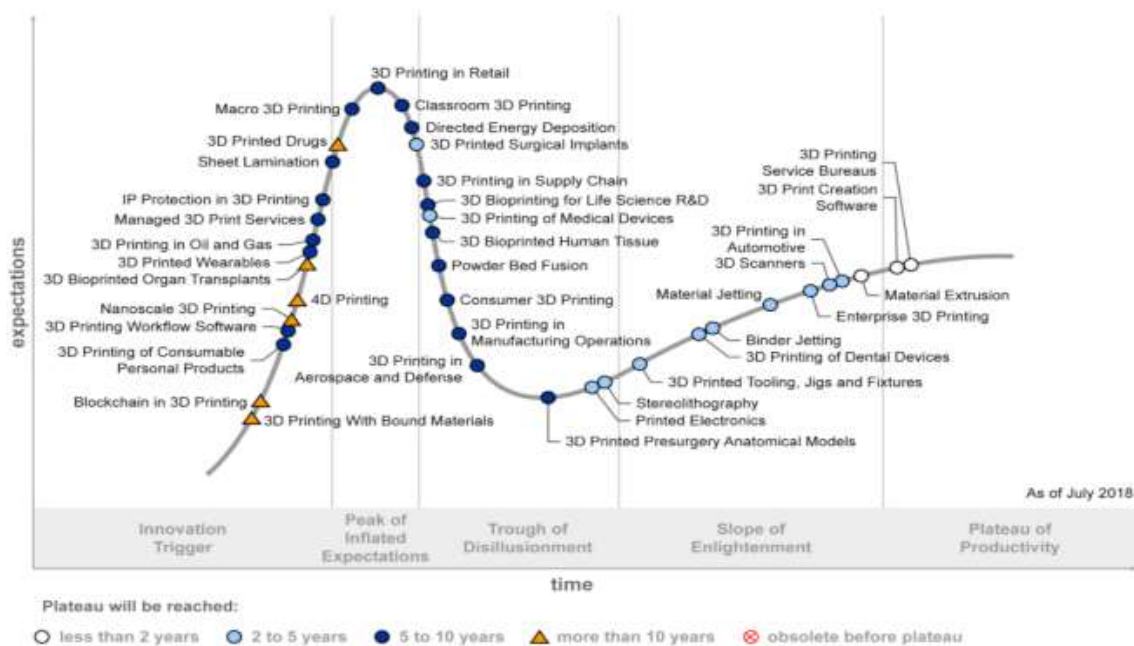 3D Printing in Retail
Macro 3D Printing
Classroom 3D Printing
Directed Energy Deposition
3D Printed Drugs
3D Printed Surgical Implants
Sheet Lamination
3D Printing in Supply Chain
IP Protection in 3D Printing
3D Bioprinting for Life Science R&D
Managed 3D Print Services
3D Printing of Medical Devices
3D Printing in Oil and Gas
3D Bioprinted Human Tissue
3D Printed Wearables
3D Bioprinted Organ Transplants
Powder Bed Fusion
4D Printing
Consumer 3D Printing
Nanoscale 3D Printing
3D Printing Workflow Software
3D Printing in
Manufacturing Operations
3D Printing of Consumable
Personal Products
3D Printing in
Aerospace and Defense
Blockchain in 3D Printing
3D Printing With Bound Materials
3D Printed Presurgery Anatomical Models
Printed Electronics
Stereolithography
3D Printed Tooling, Jigs and Fixtures
3D Printing of Dental Devices
Binder Jetting
Material Jetting
Enterprise 3D Printing
3D Scanners
3D Printing in
Automotive
Material Extrusion
3D Print Creation
Software
3D Printing
Service Bureaus
expectations
As of July 2018
Innovation
Trigger
Peak of
Inflated
Expectations
Trough of
Disillusionment
Slope of
Enlightenment
Plateau of
Productivity
time
Plateau will be reached:
less than 2 years
2 to 5 years
5 to 10 years
more than 10 years
obsolete before plateau